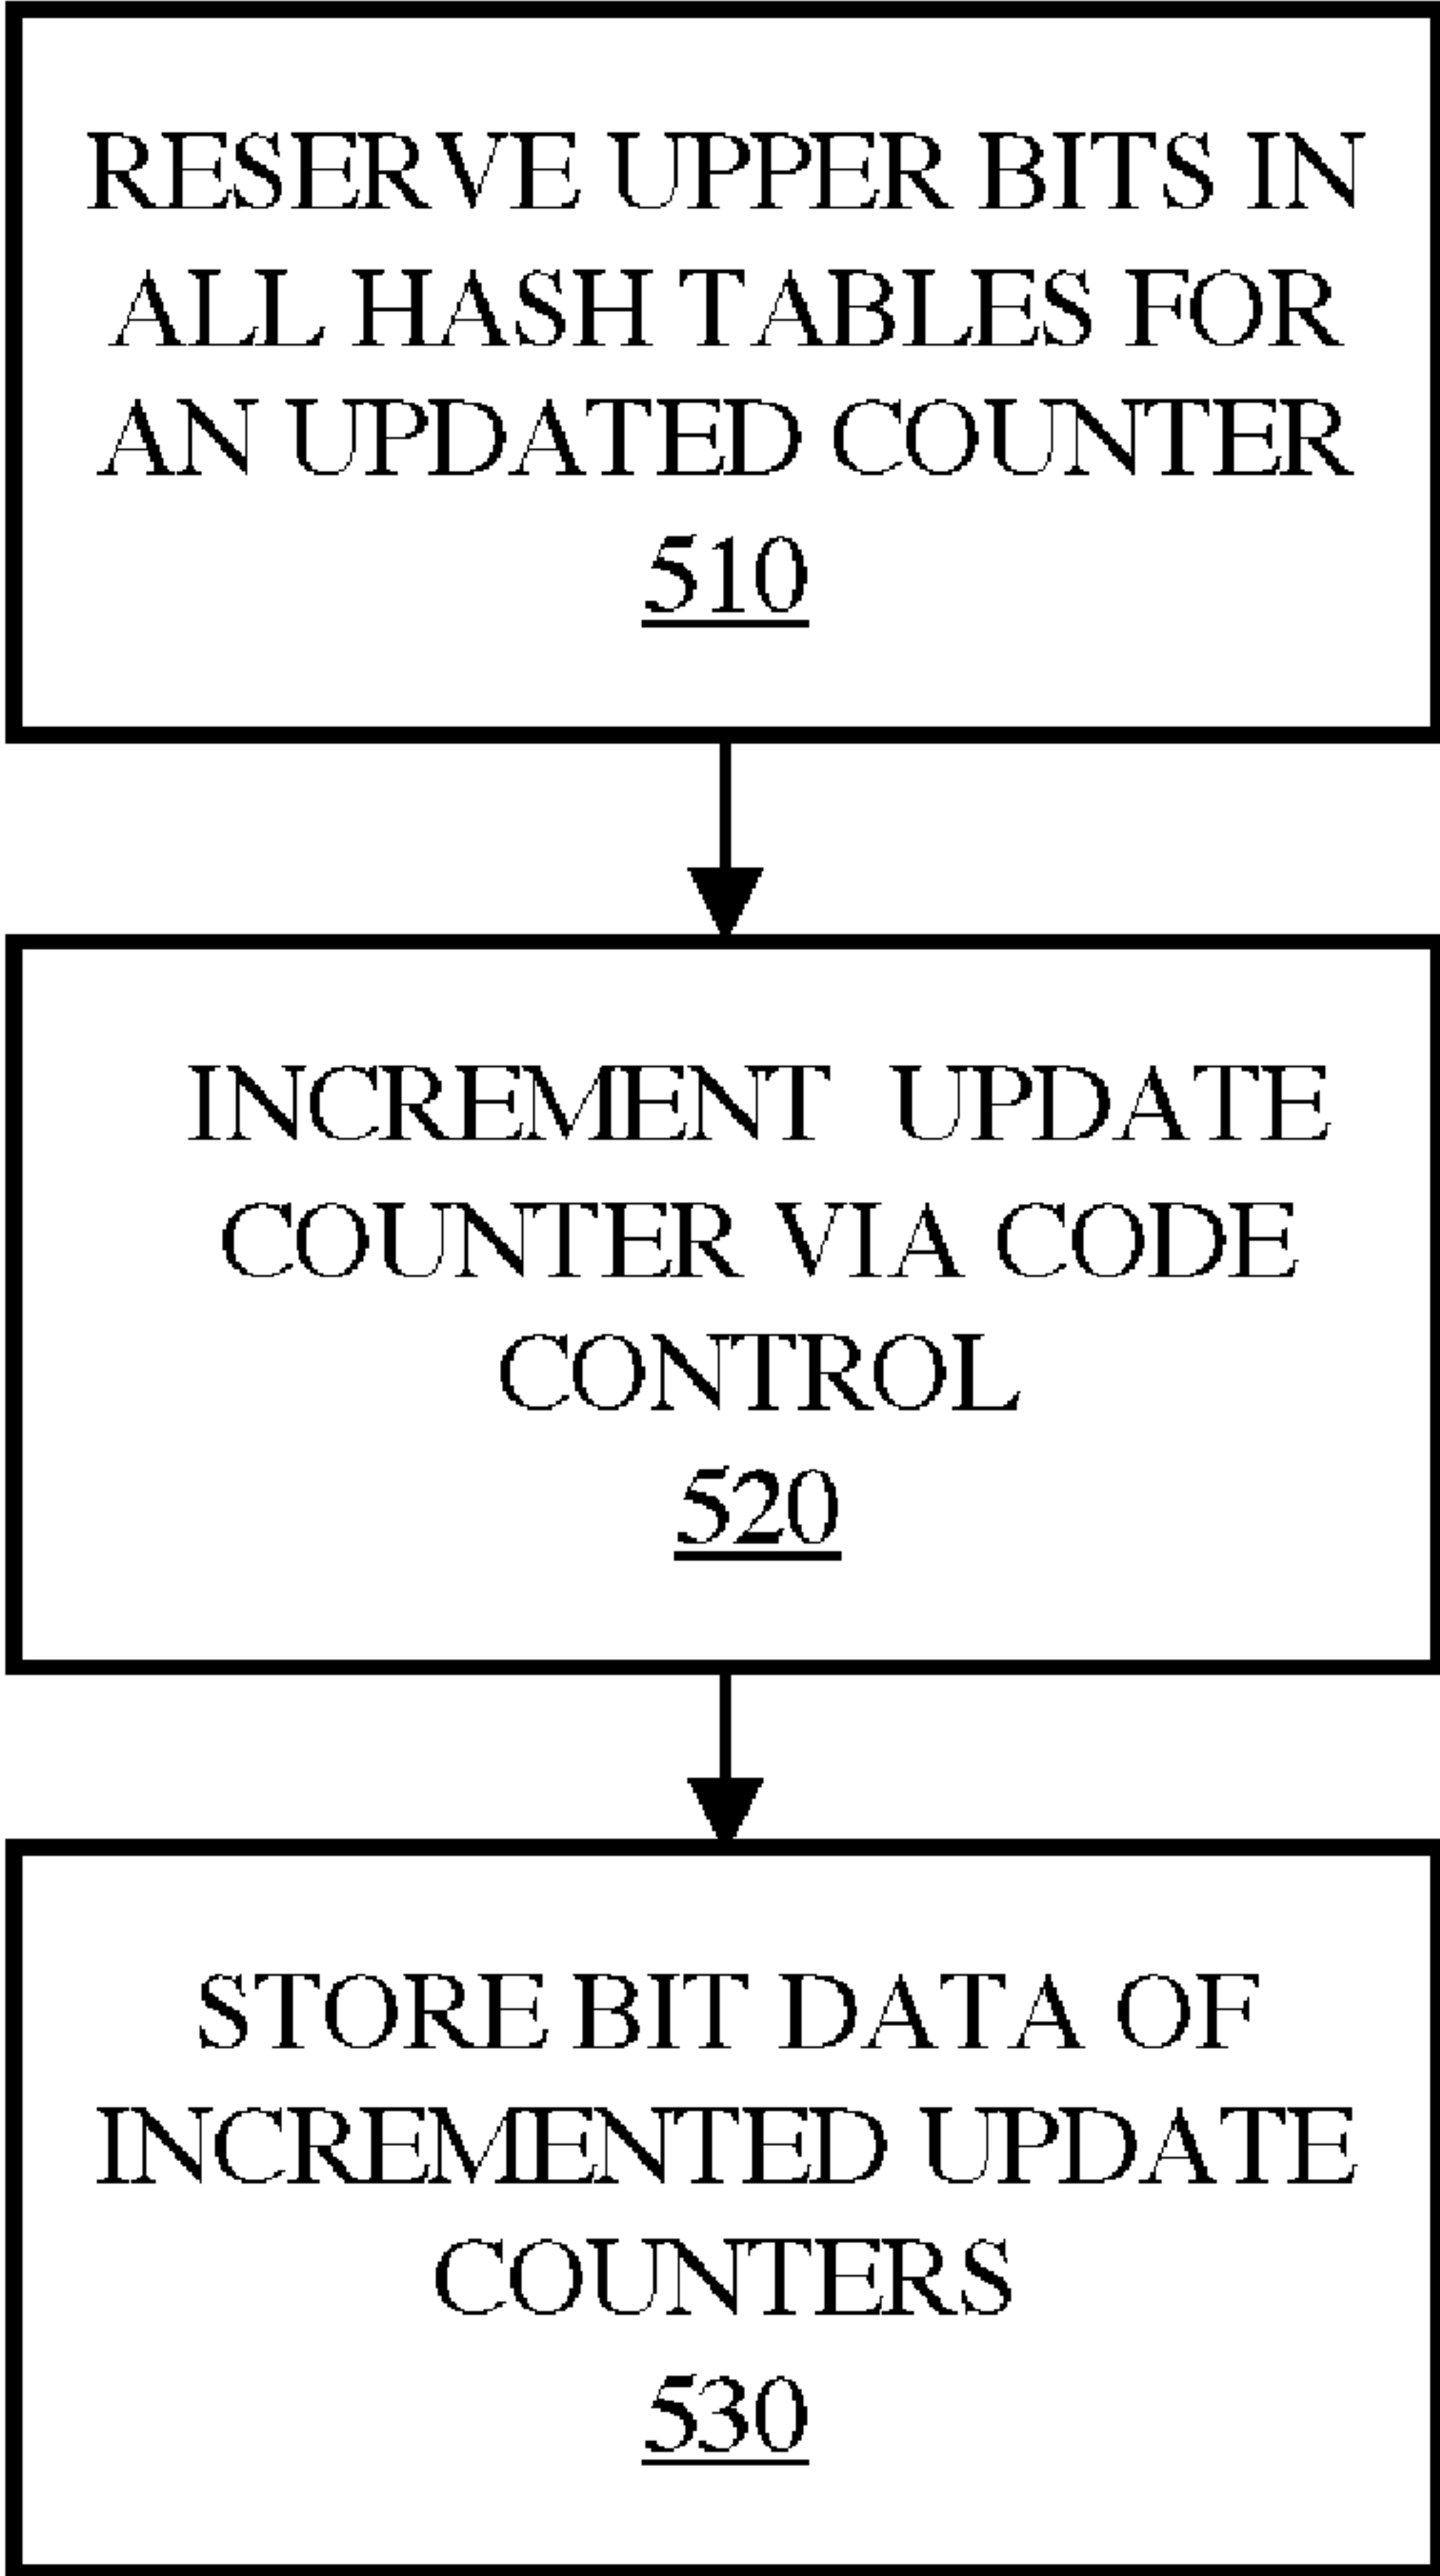 RESERVE UPPER BITS IN
ALL HASH TABLES FOR
AN UPDATED COUNTER
510
INCREMENT UPDATE
COUNTER VIA CODE
CONTROL
520
STORE BIT DATA OF
INCREMENTED UPDATE
COUNTERS
530